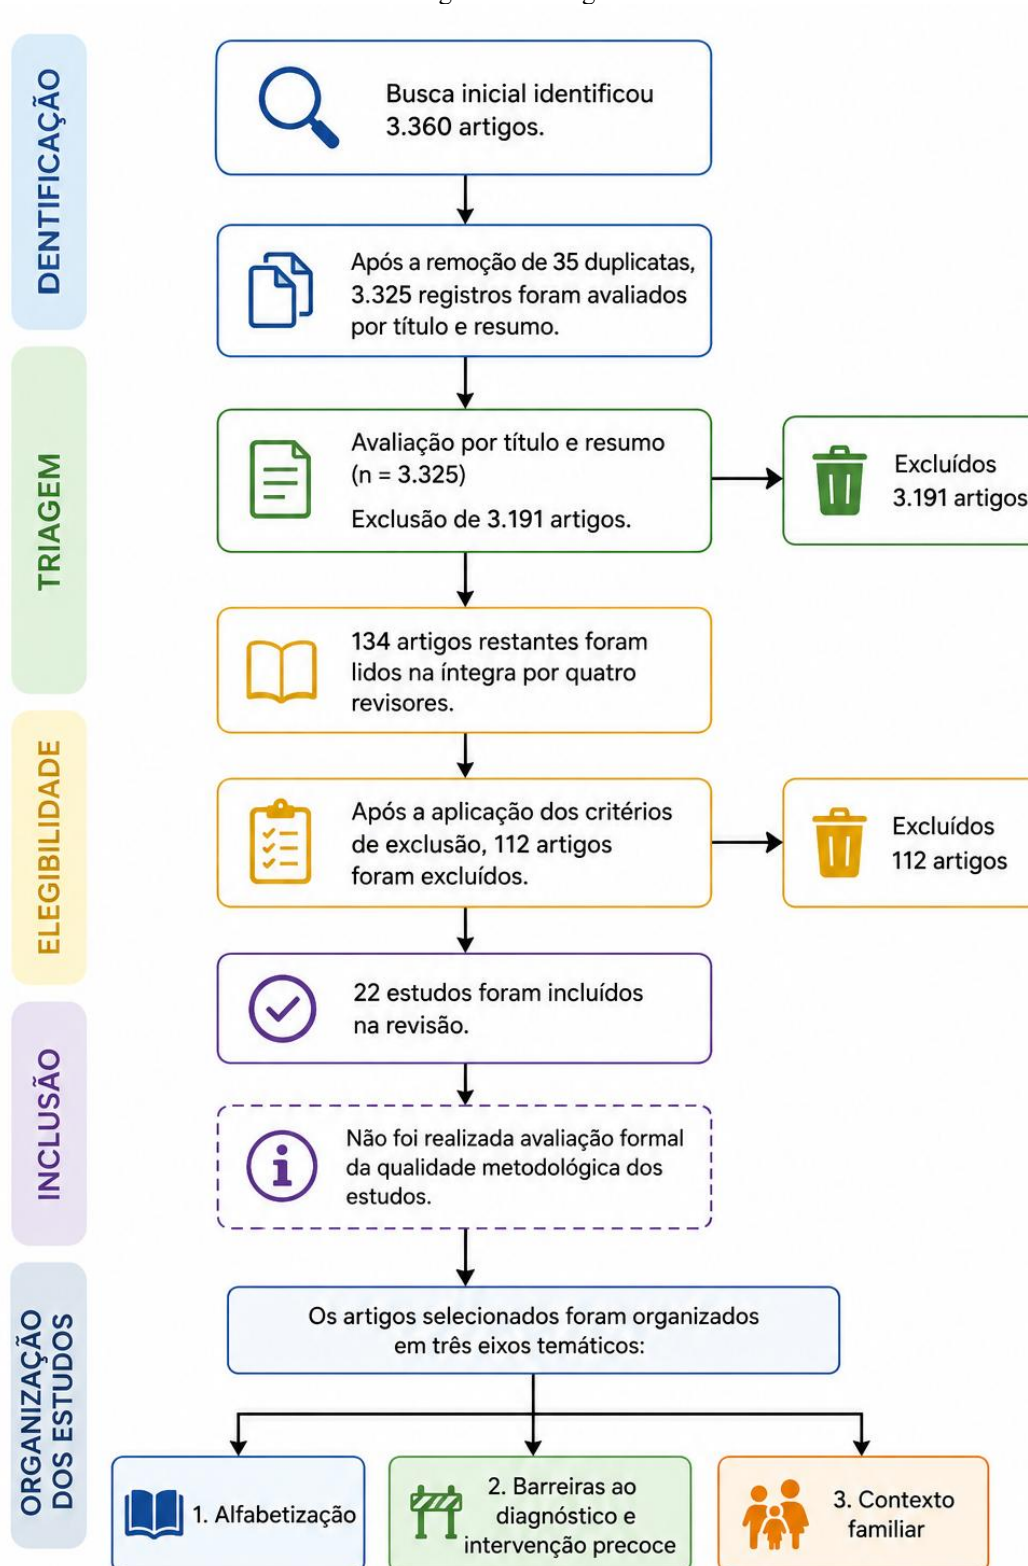 IDENTIFICAÇÃO
Busca inicial identificou
3.360 artigos.
Após a remoção de 35 duplicatas,
3.325 registros foram avaliados
por título e resumo.
TRIAGEM
Avaliação por título e resumo
(n = 3.325)
Exclusão de 3.191 artigos.
Excluídos
3.191 artigos
134 artigos restantes foram
lidos na íntegra por quatro
revisores.
ELEGIBILIDADE
Após a aplicação dos critérios
de exclusão, 112 artigos
foram excluídos.
Excluídos
112 artigos
INCLUSÃO
22 estudos foram incluídos
na revisão.
Não foi realizada avaliação formal
da qualidade metodológica dos
estudos.
ORGANIZAÇÃO
DOS ESTUDOS
Os artigos selecionados foram organizados
em três eixos temáticos:
1. Alfabetização
2. Barreiras ao
diagnóstico e
intervenção precoce
3. Contexto
familiar